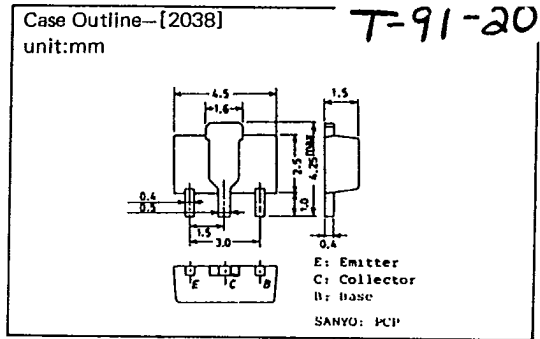 Case Outline–[2038]
T-91-20
unit:mm
4.5
1.6
1.5
2.5
4.25max
1.0
0.4
0.5
1.5
3.0
0.4
E C B
E: Emitter
C: Collector
B: Base
SANYO: PCP